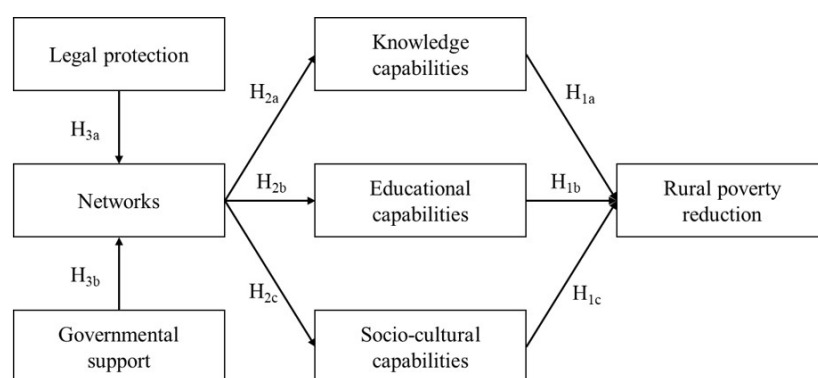 Legal protection
Knowledge
capabilities
H2a
H1a
H3a
Networks
H2b
Educational
capabilities
H1b
Rural poverty
reduction
H3b
H2c
H1c
Governmental
support
Socio-cultural
capabilities